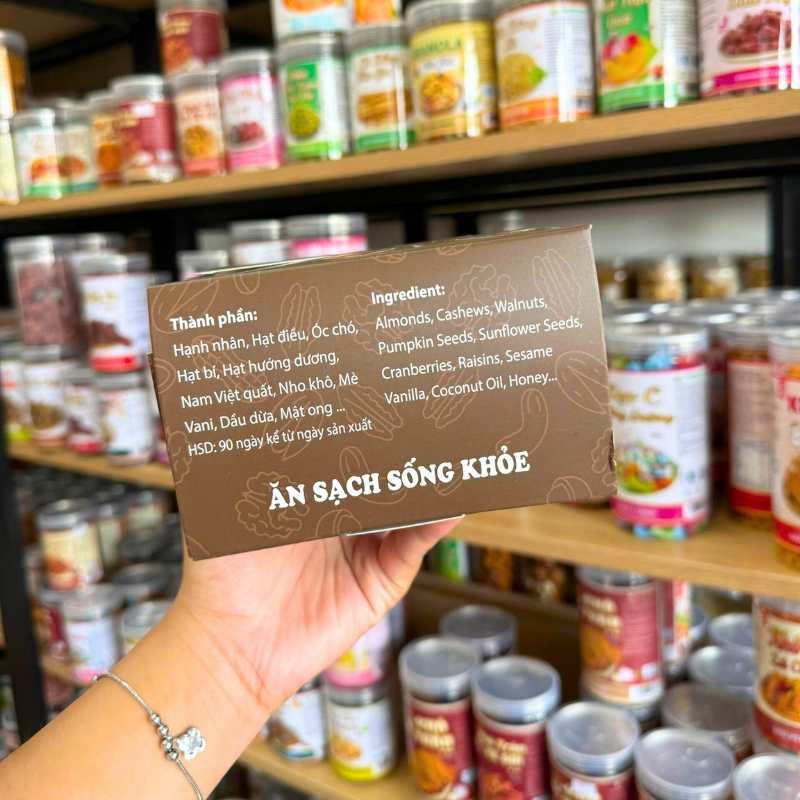 Thành phần:
Hạnh nhân, Hạt điều, Óc chó,
Hạt bí, Hạt hướng dương,
Nam Việt quất, Nho khô, Mè
Vani, Dầu dừa, Mật ong ...
HSD: 90 ngày kể từ ngày sản xuất
Ingredient:
Almonds, Cashews, Walnuts,
Pumpkin Seeds, Sunflower Seeds,
Cranberries, Raisins, Sesame
Vanilla, Coconut Oil, Honey...
ĂN SẠCH SỐNG KHỎE